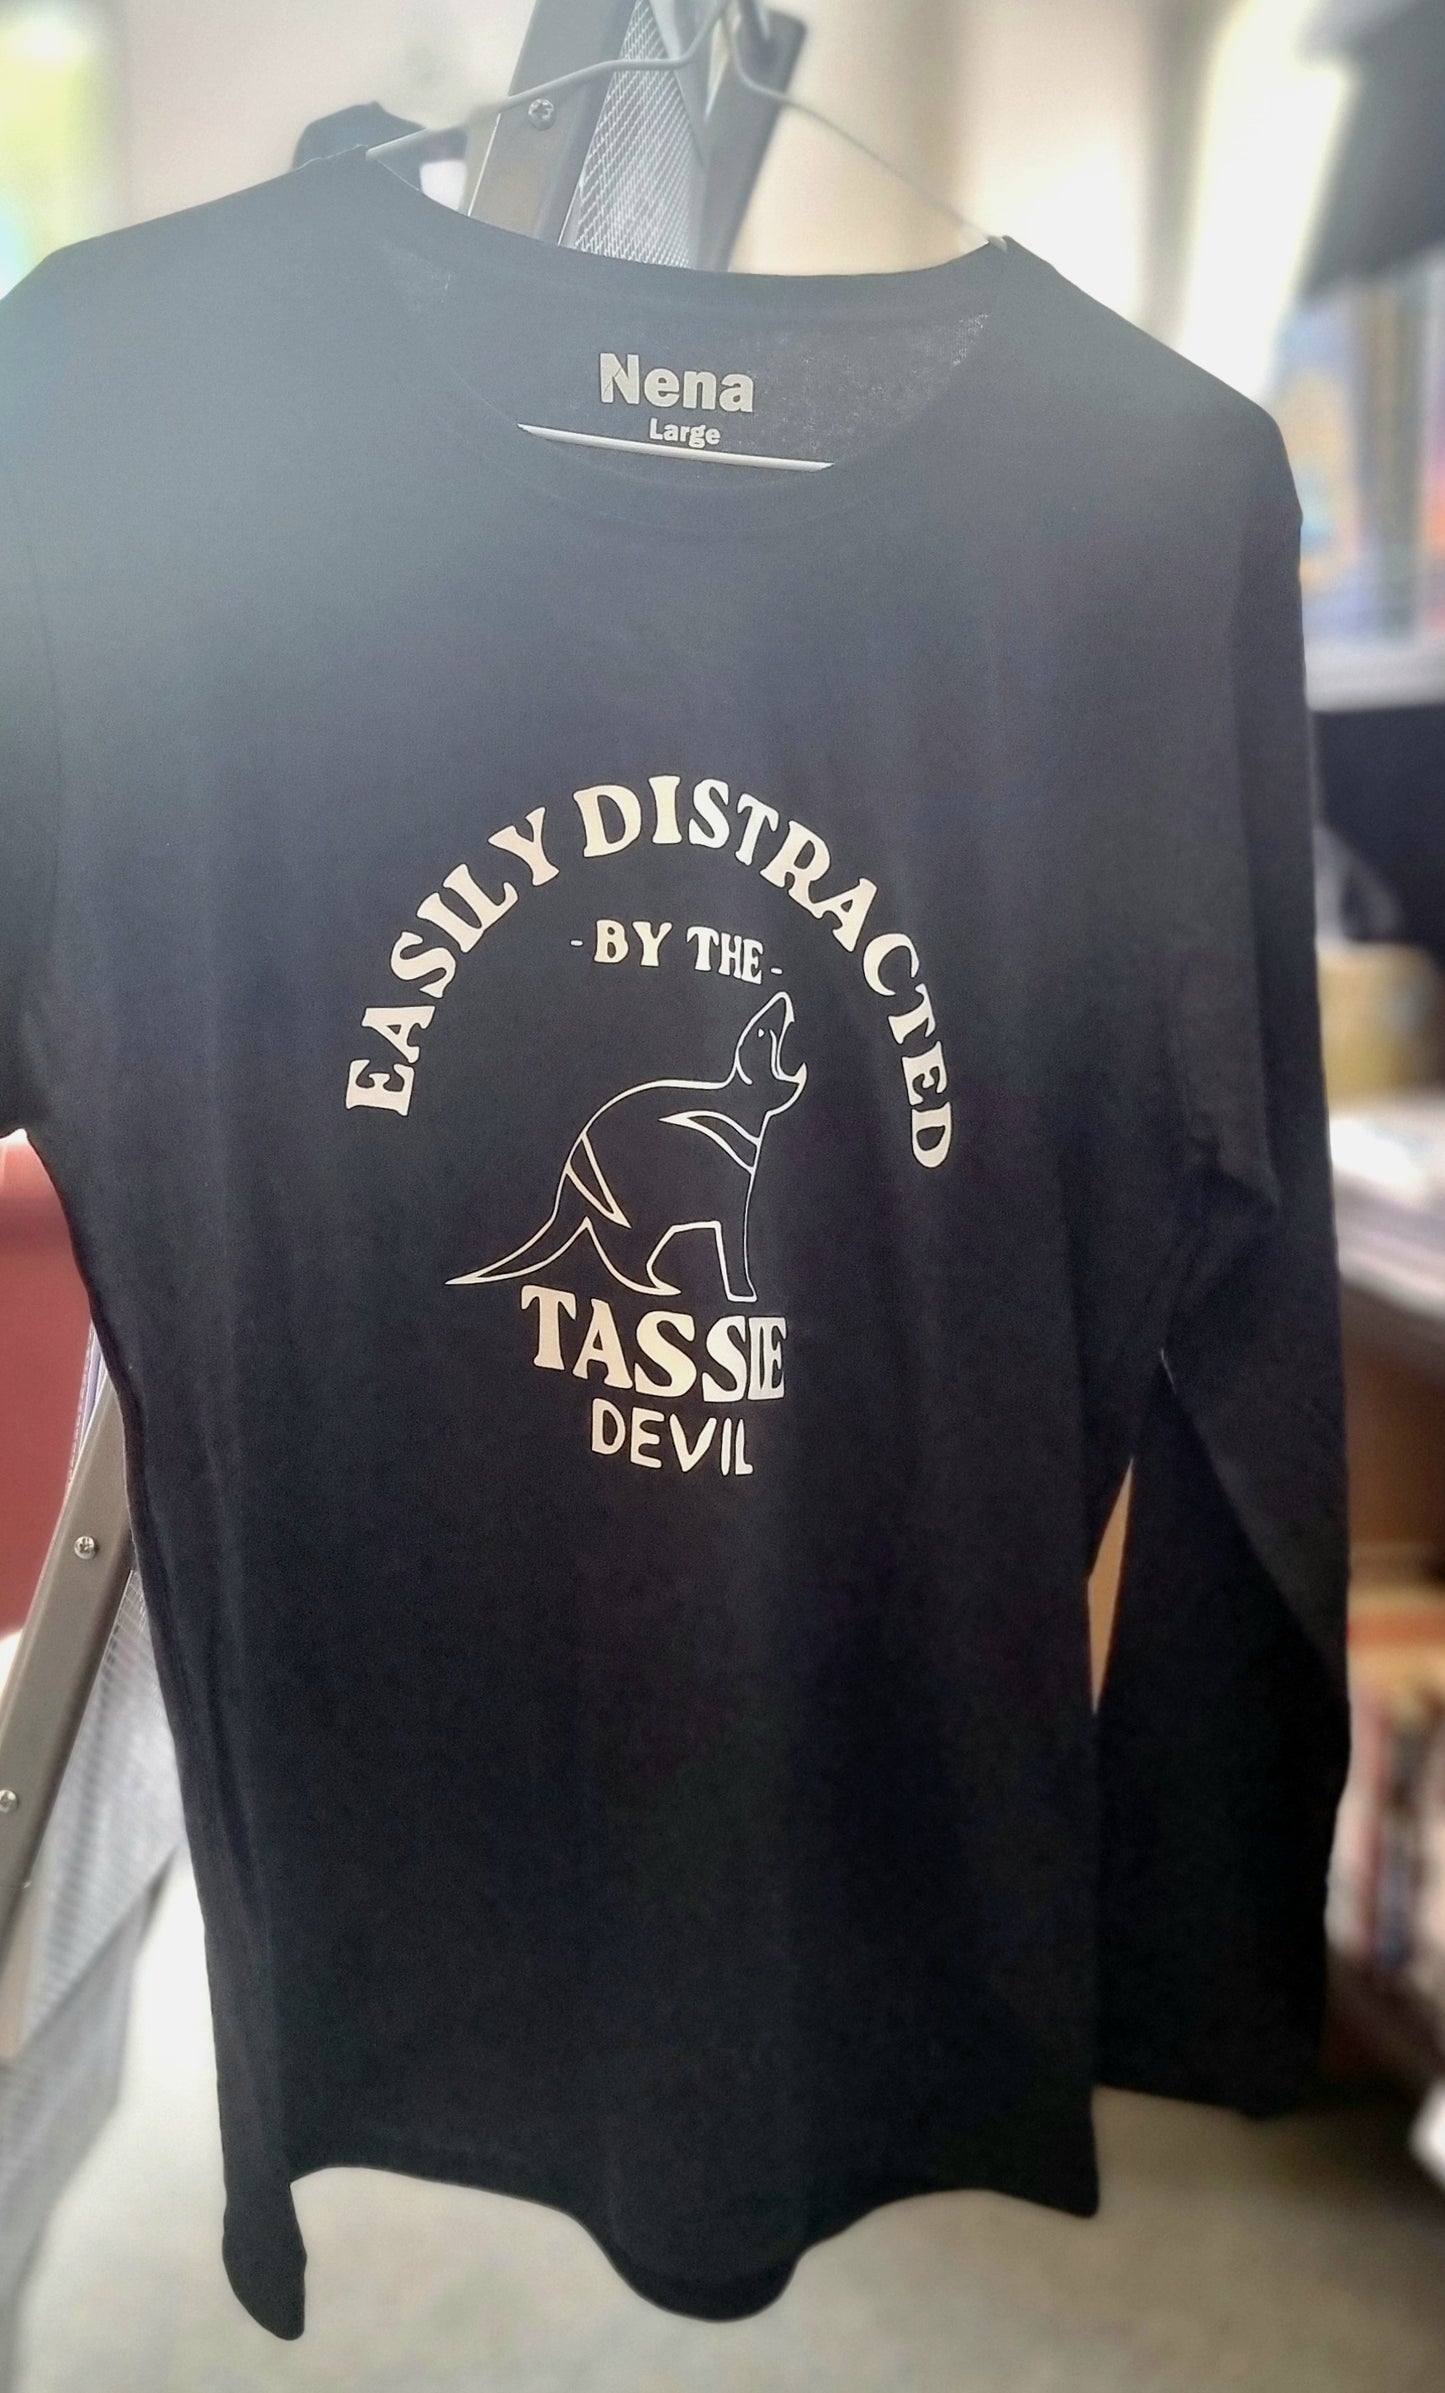 Nena
Large
EASILY DISTRACTED
- BY THE -
TASSIE
DEVIL